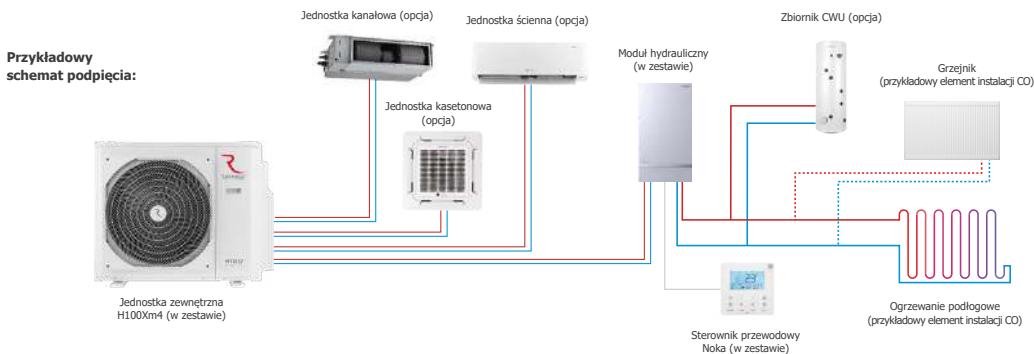 Przykładowy
schemat podpięcia:
Jednostka kanałowa (opcja)
Jednostka ścienna (opcja)
Jednostka kasetonowa
(opcja)
Moduł hydrauliczny
(w zestawie)
Zbiornik CWU (opcja)
Grzejnik
(przykładowy element instalacji CO)
Jednostka zewnętrzna
H100Xm4 (w zestawie)
Sterownik przewodowy
Noka (w zestawie)
Ogrzewanie podłogowe
(przykładowy element instalacji CO)